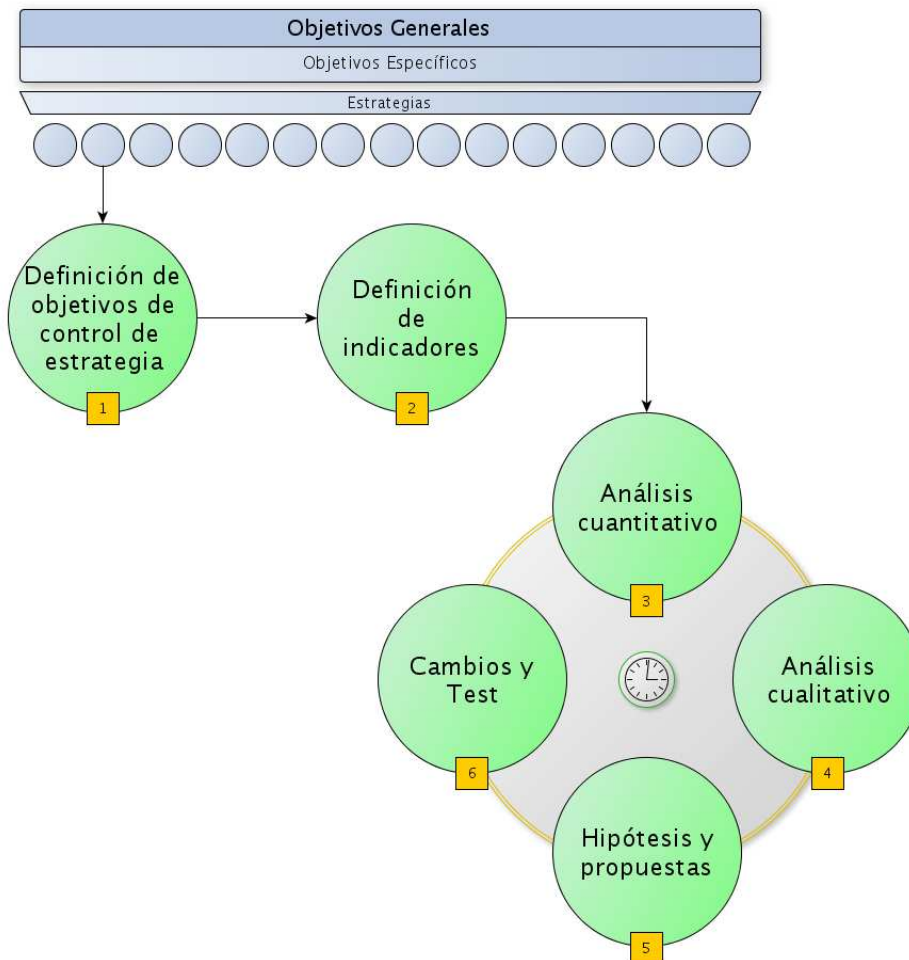 Objetivos Generales
Objetivos Específicos
Estrategias
Definición de
objetivos de
control de
estrategia
1
Definición
de
indicadores
2
Análisis
cuantitativo
3
Análisis
cualitativo
4
Hipótesis y
propuestas
5
Cambios y
Test
6